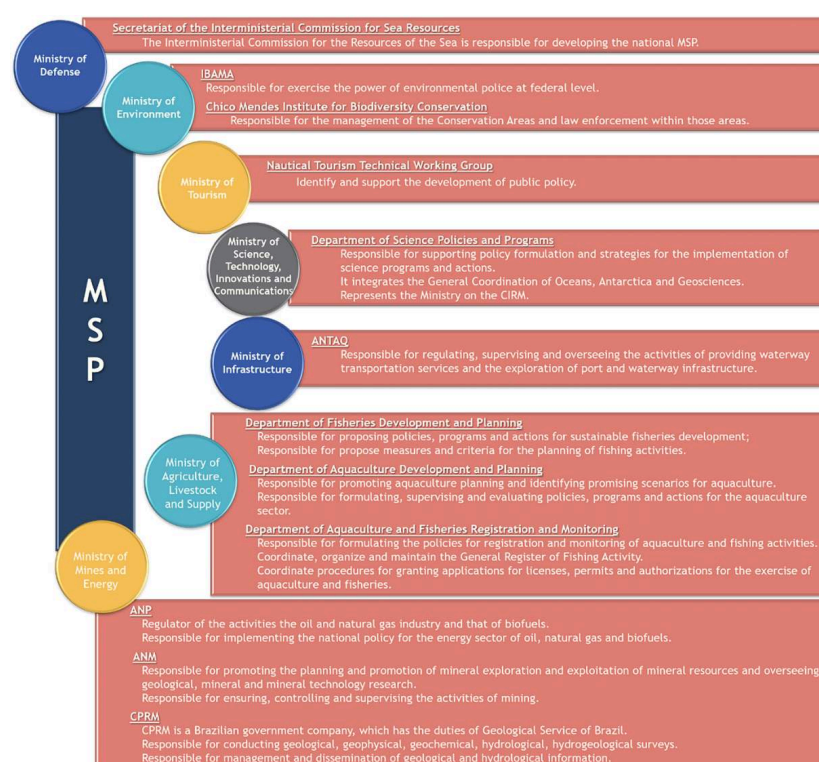 Secretariat of the Interministerial Commission for Sea Resources
The Interministerial Commission for the Resources of the Sea is responsible for developing the national MSP.
Ministry of
Defense
IBAMA
Responsible for exercise the power of environmental police at federal level.
Chico Mendes Institute for Biodiversity Conservation
Responsible for the management of the Conservation Areas and law enforcement within those areas.
Ministry of
Environment
Nautical Tourism Technical Working Group
Identify and support the development of public policy.
Ministry of
Tourism
Department of Science Policies and Programs
Responsible for supporting policy formulation and strategies for the implementation of
science programs and actions.
It integrates the General Coordination of Oceans, Antarctica and Geosciences.
Represents the Ministry on the CIRM.
Ministry of
Science,
Technology,
Innovations and
Communications
M
S
P
ANTAQ
Responsible for regulating, supervising and overseeing the activities of providing waterway
transportation services and the exploration of port and waterway infrastructure.
Ministry of
Infrastructure
Department of Fisheries Development and Planning
Responsible for proposing policies, programs and actions for sustainable fisheries development;
Responsible for propose measures and criteria for the planning of fishing activities.
Department of Aquaculture Development and Planning
Responsible for promoting aquaculture planning and identifying promising scenarios for aquaculture.
Responsible for formulating, supervising and evaluating policies, programs and actions for the aquaculture
sector.
Department of Aquaculture and Fisheries Registration and Monitoring
Responsible for formulating the policies for registration and monitoring of aquaculture and fishing activities.
Coordinate, organize and maintain the General Register of Fishing Activity.
Coordinate procedures for granting applications for licenses, permits and authorizations for the exercise of
aquaculture and fisheries.
Ministry of
Agriculture,
Livestock
and Supply
Ministry of
Mines and
Energy
ANP
Regulator of the activities the oil and natural gas industry and that of biofuels.
Responsible for implementing the national policy for the energy sector of oil, natural gas and biofuels.
ANM
Responsible for promoting the planning and promotion of mineral exploration and exploitation of mineral resources and overseeing
geological, mineral and mineral technology research.
Responsible for ensuring, controlling and supervising the activities of mining.
CPRM
CPRM is a Brazilian government company, which has the duties of Geological Service of Brazil.
Responsible for conducting geological, geophysical, geochemical, hydrological, hydrogeological surveys.
Responsible for management and dissemination of geological and hydrological information.